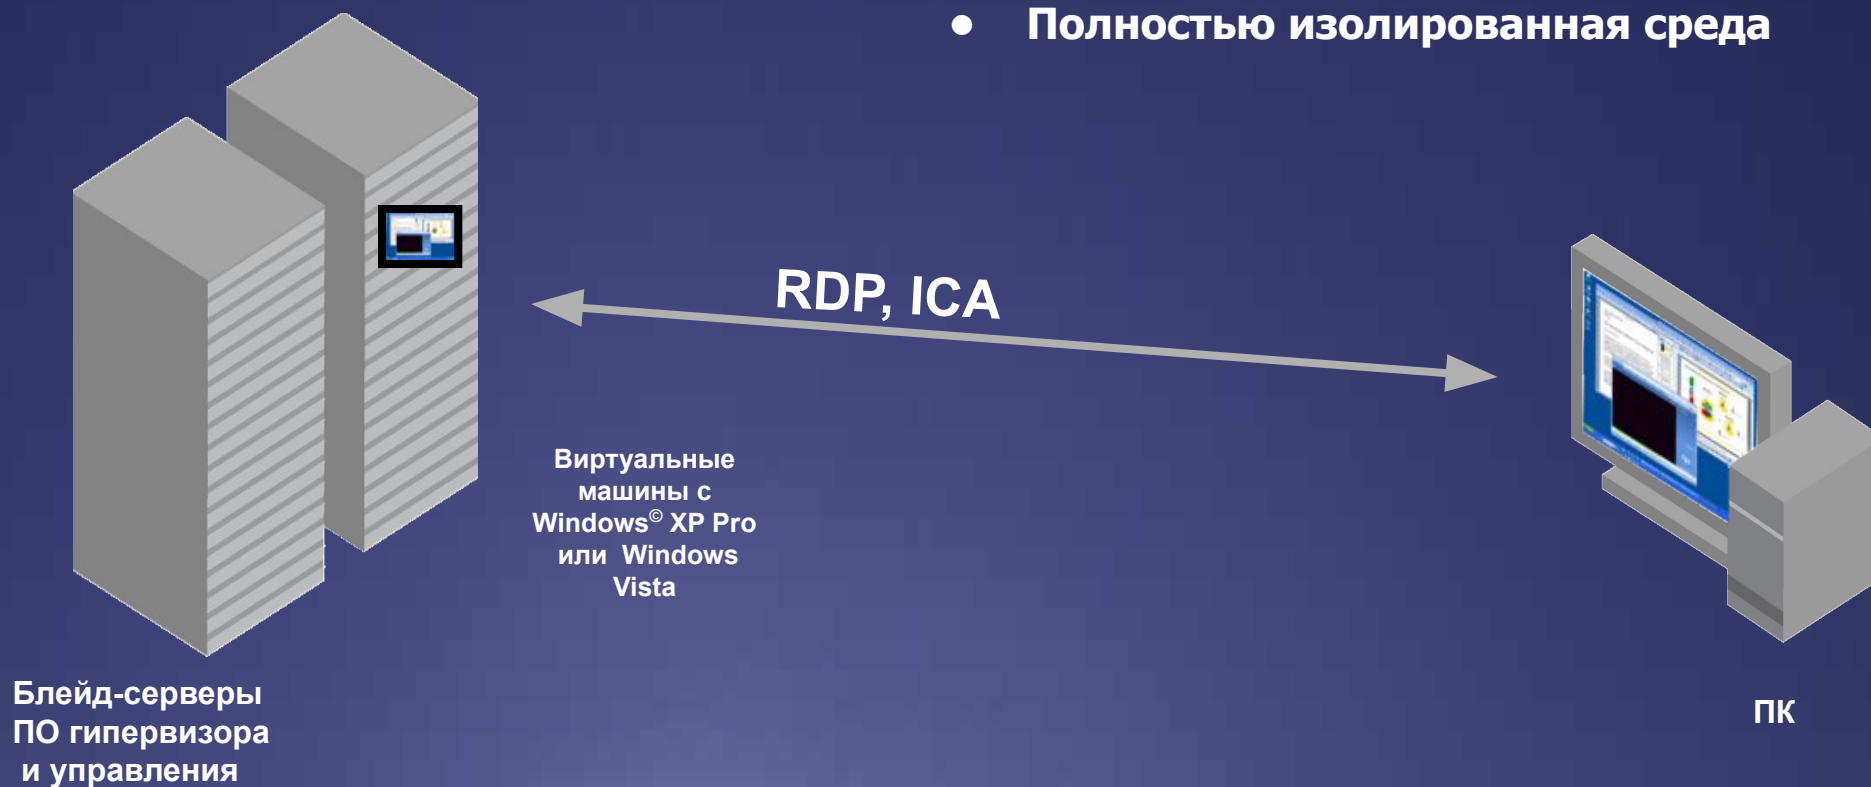 • Полностью изолированная среда
RDP, ICA
Виртуальные
машины с
Windows© XP Pro
или Windows
Vista
Блейд-серверы
ПО гипервизора
и управления
ПК